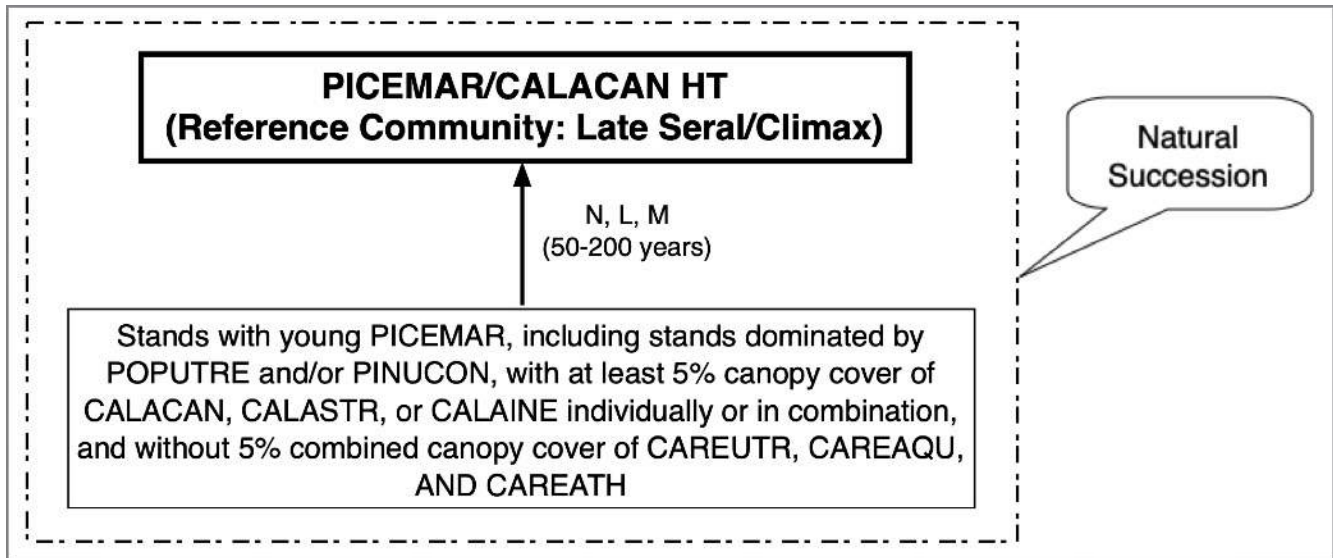 PICEMAR/CALACAN HT
(Reference Community: Late Seral/Climax)
Natural
Succession
N, L, M
(50-200 years)
Stands with young PICEMAR, including stands dominated by
POPUTRE and/or PINUCON, with at least 5% canopy cover of
CALACAN, CALASTR, or CALAINE individually or in combination,
and without 5% combined canopy cover of CAREUTR, CAREAQU,
AND CAREATH